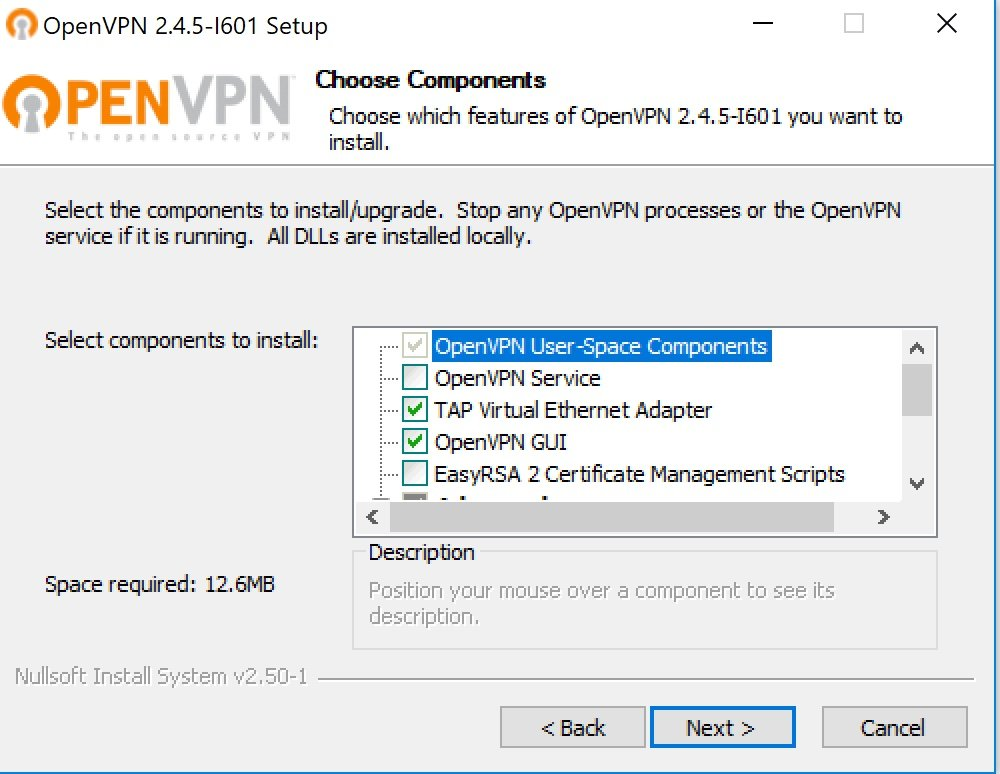 OpenVPN 2.4.5-I601 Setup
OPENVPN
The open source VPN
Choose Components
Choose which features of OpenVPN 2.4.5-I601 you want to
install.
Select the components to install/upgrade.  Stop any OpenVPN processes or the OpenVPN
service if it is running.  All DLLs are installed locally.
Select components to install:
OpenVPN User-Space Components
OpenVPN Service
TAP Virtual Ethernet Adapter
OpenVPN GUI
EasyRSA 2 Certificate Management Scripts
Space required: 12.6MB
Description
Position your mouse over a component to see its
description.
Nullsoft Install System v2.50-1
< Back
Next >
Cancel